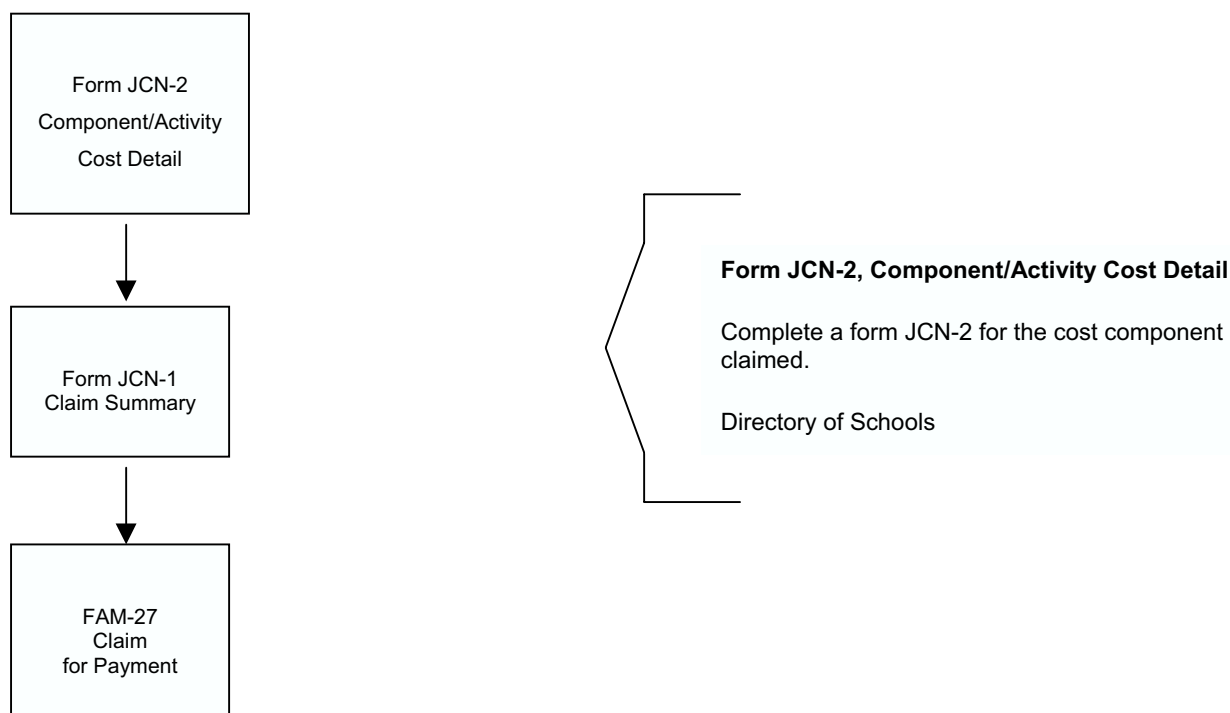 Form JCN-2
Component/Activity
Cost Detail
Form JCN-1
Claim Summary
FAM-27
Claim
for Payment
Form JCN-2, Component/Activity Cost Detail
Complete a form JCN-2 for the cost component
claimed.
Directory of Schools